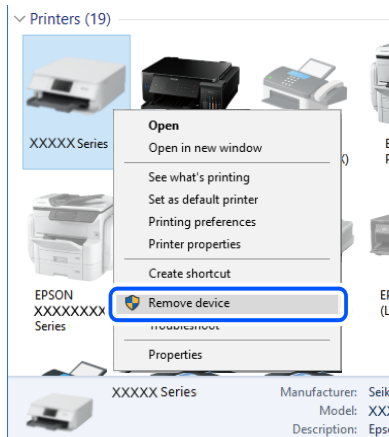 Printers (19)
XXXXX Series
Open
Open in new window
See what's printing
Set as default printer
Printing preferences
Printer properties
Create shortcut
Remove device
Troubleshoot
Properties
EPSON
XXXXXXXX
Series
XXXXX Series
Manufacturer:
Model:
Description: